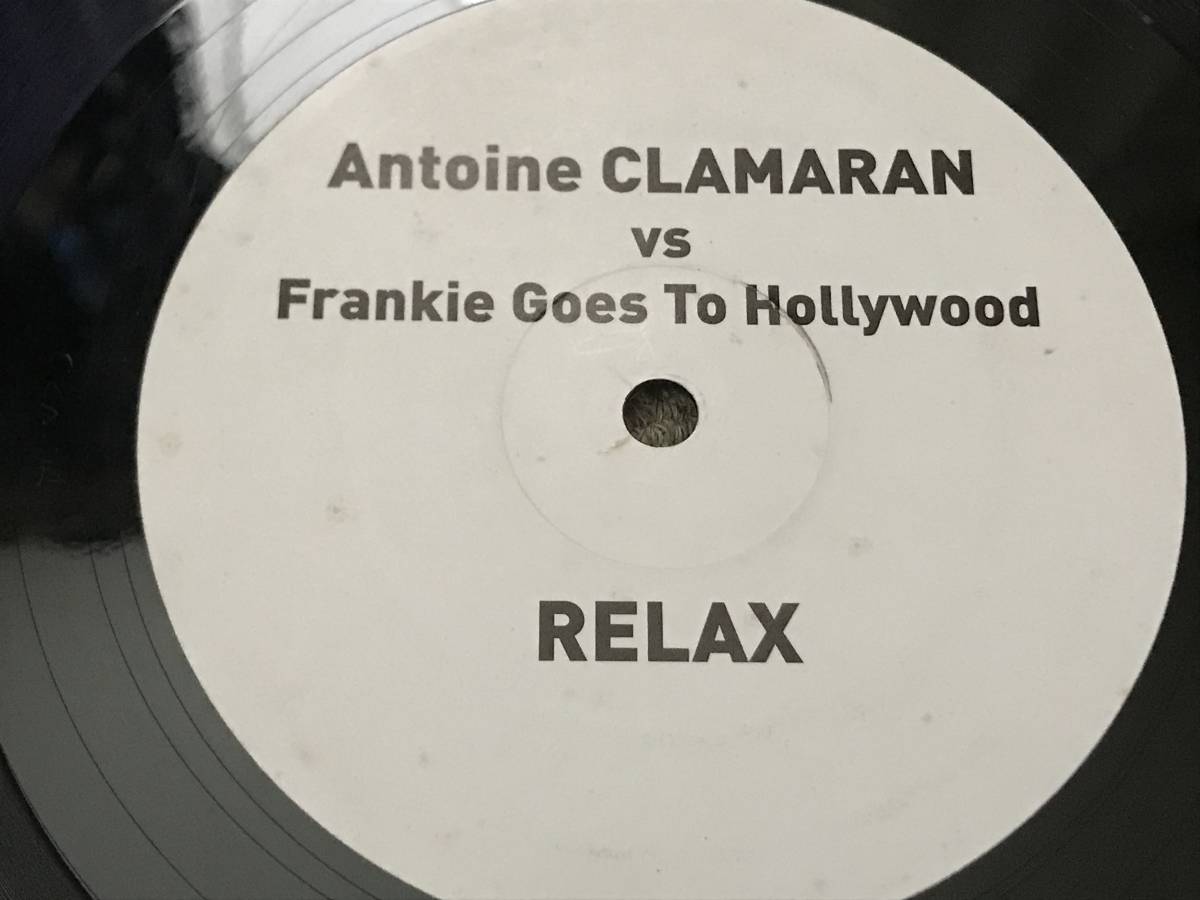 Antoine CLAMARAN
vs
Frankie Goes To Hollywood
RELAX